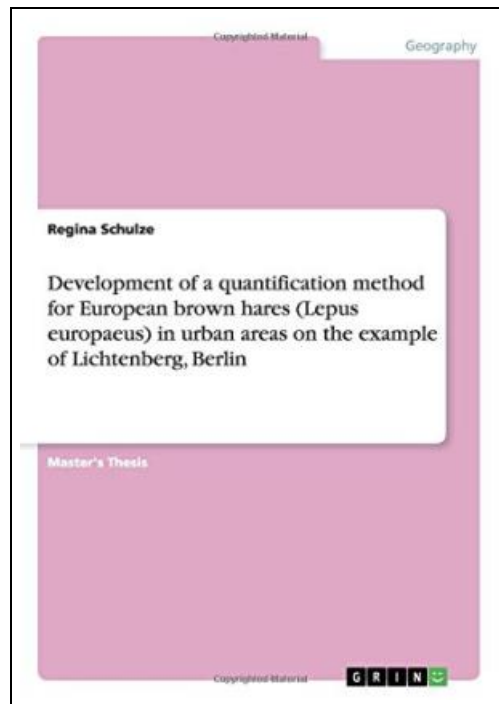 Copyrighted Material
Geography
Regina Schulze
Development of a quantification method
for European brown hares (Lepus
europaeus) in urban areas on the example
of Lichtenberg, Berlin
Master's Thesis
Copyrighted Material
GRIN